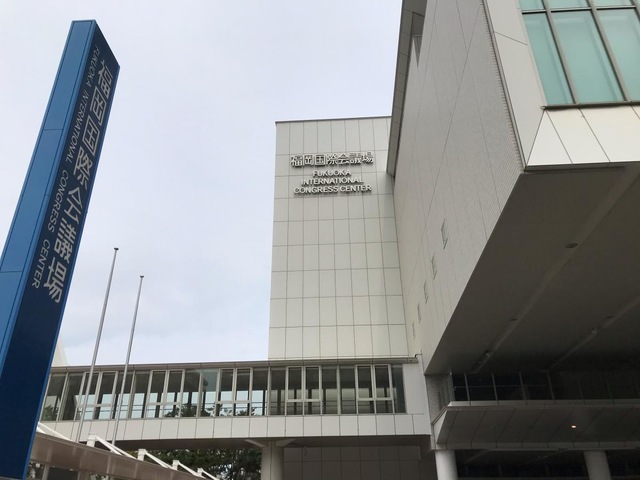 福岡国際会議場
FUKUOKA INTERNATIONAL CONGRESS CENTER
福岡国際会議場
FUKUOKA
INTERNATIONAL
CONGRESS CENTER